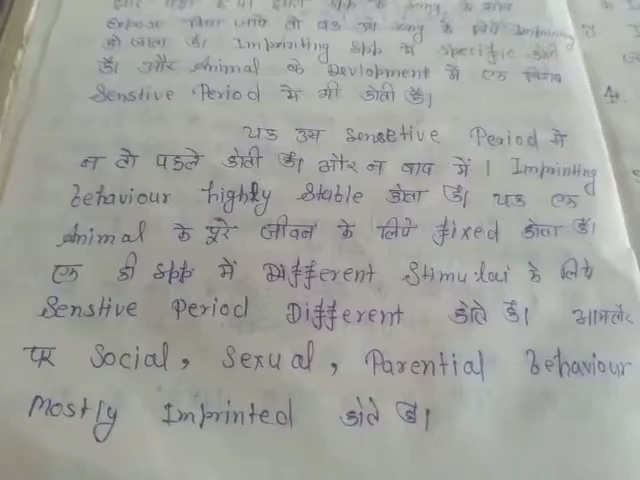 expose किया जाये तो वह उस
हो जाता है। Imprinting Spp में specific होती
है। और Animal के Devlopment में एक विशेष
Senstive Period में भी होती है।
यह उस Sensetive Period में
न तो पहले होती है। और न बाद में। Imprinting
Behaviour highly Stable होता है। यह एक
Animal के पूरे जीवन के लिये fixed होता है।
एक ही Spp में Different Stimulai के लिये
Senstive Period Different होते है। आमतौर
पर Social, Sexual, Parential Behaviour
Mostly Imprinted होते है।
4.